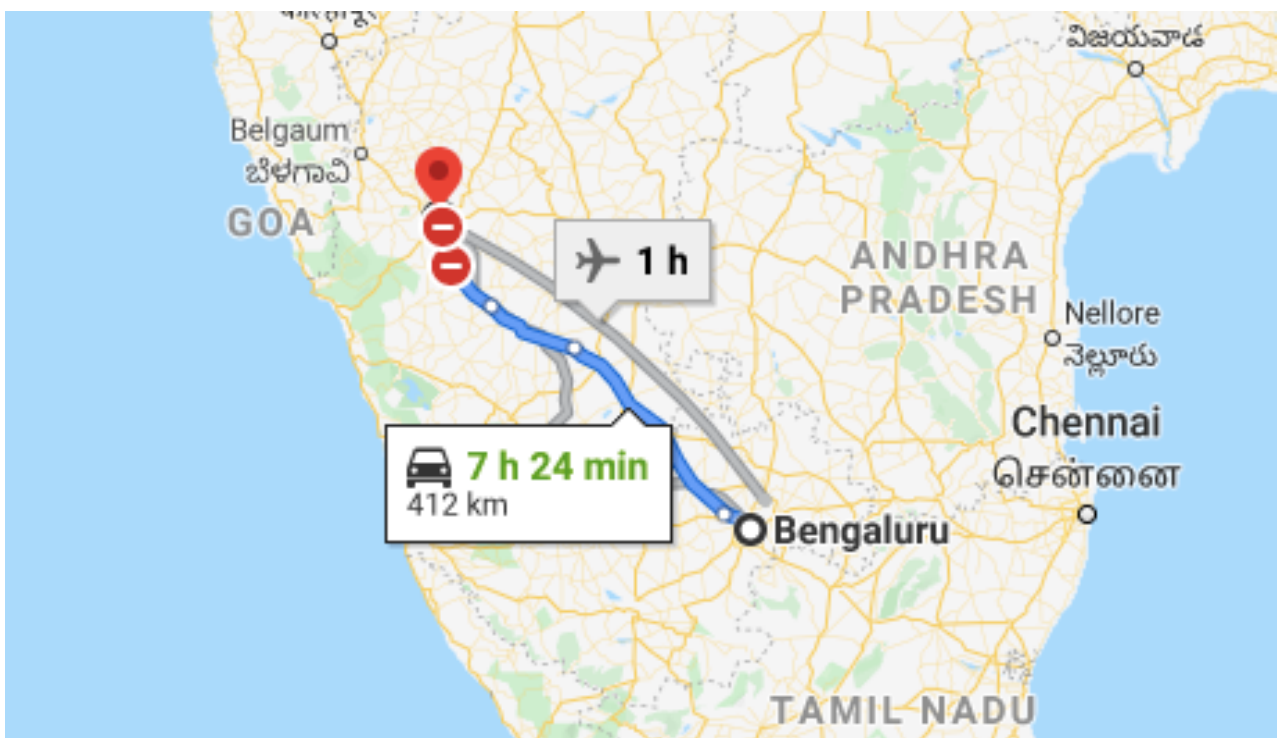 విజయవాడ
Belgaum
ಬೆಳಗಾವಿ
GOA
1 h
ANDHRA
PRADESH
Nellore
నెల్లూరు
Chennai
சென்னை
7 h 24 min
412 km
Bengaluru
TAMIL NADU